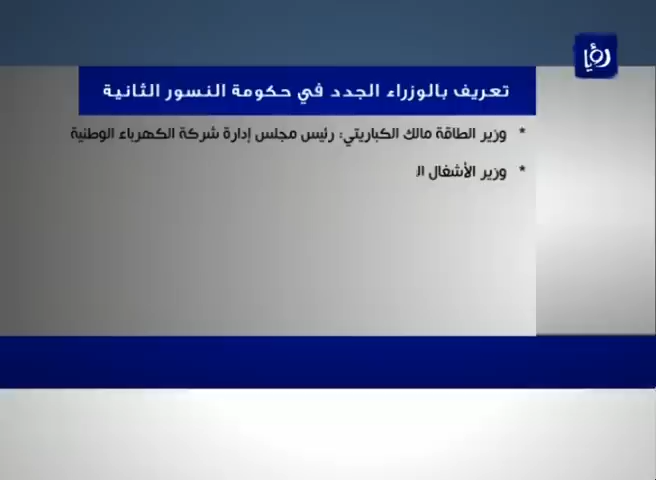 رؤيا
تعريف بالوزراء الجدد في حكومة النسور الثانية
* وزير الطاقة مالك الكباريتي: رئيس مجلس إدارة شركة الكهرباء الوطنية
* وزير الأشغال ال